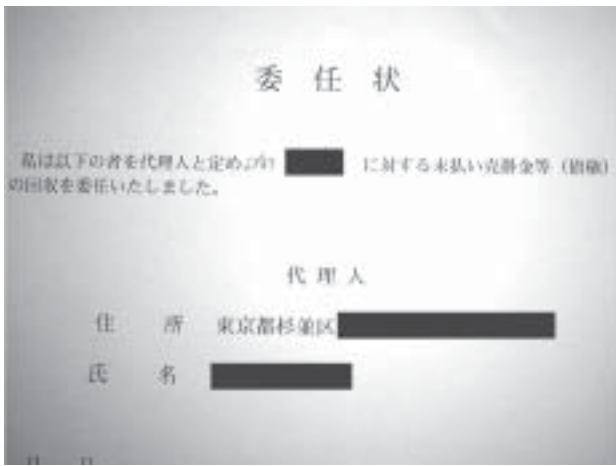 委任状
私は以下の者を代理人と定め に対する未払い売掛金等(債権)
の回収を委任いたしました。
代理人
住 所 東京都杉並区
氏 名